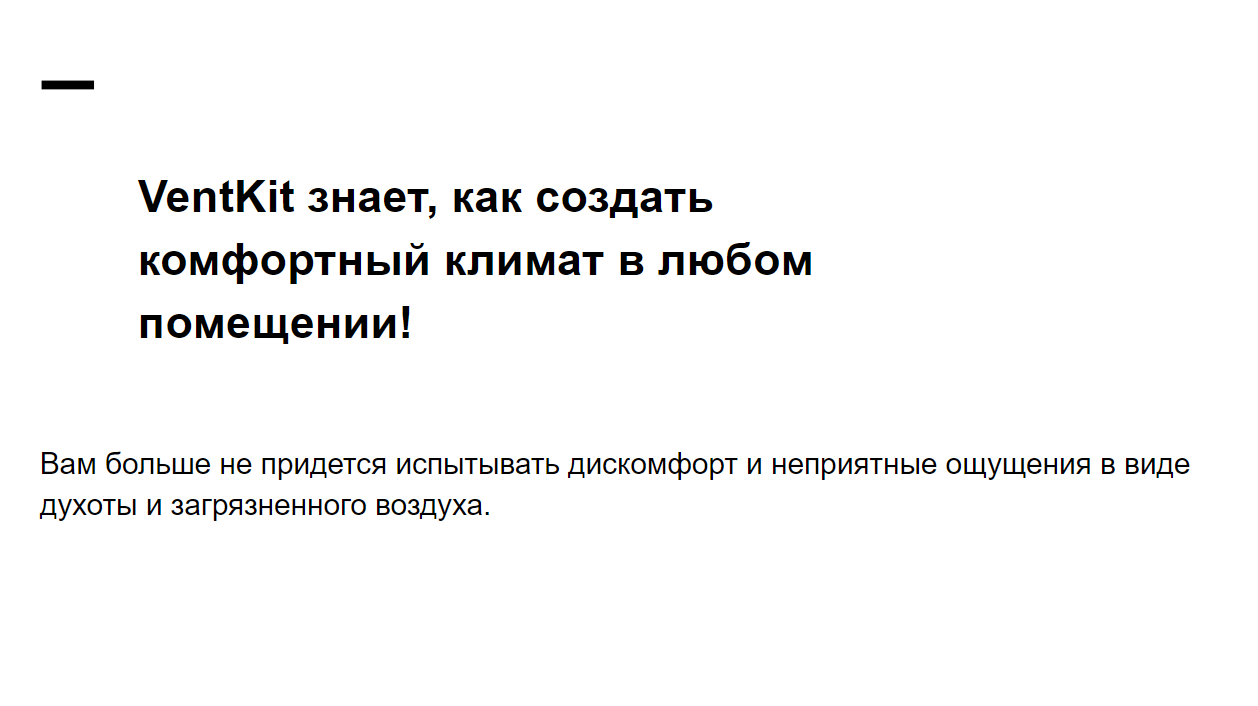 VentKit знает, как создать
комфортный климат в любом
помещении!
Вам больше не придется испытывать дискомфорт и неприятные ощущения в виде
духоты и загрязненного воздуха.